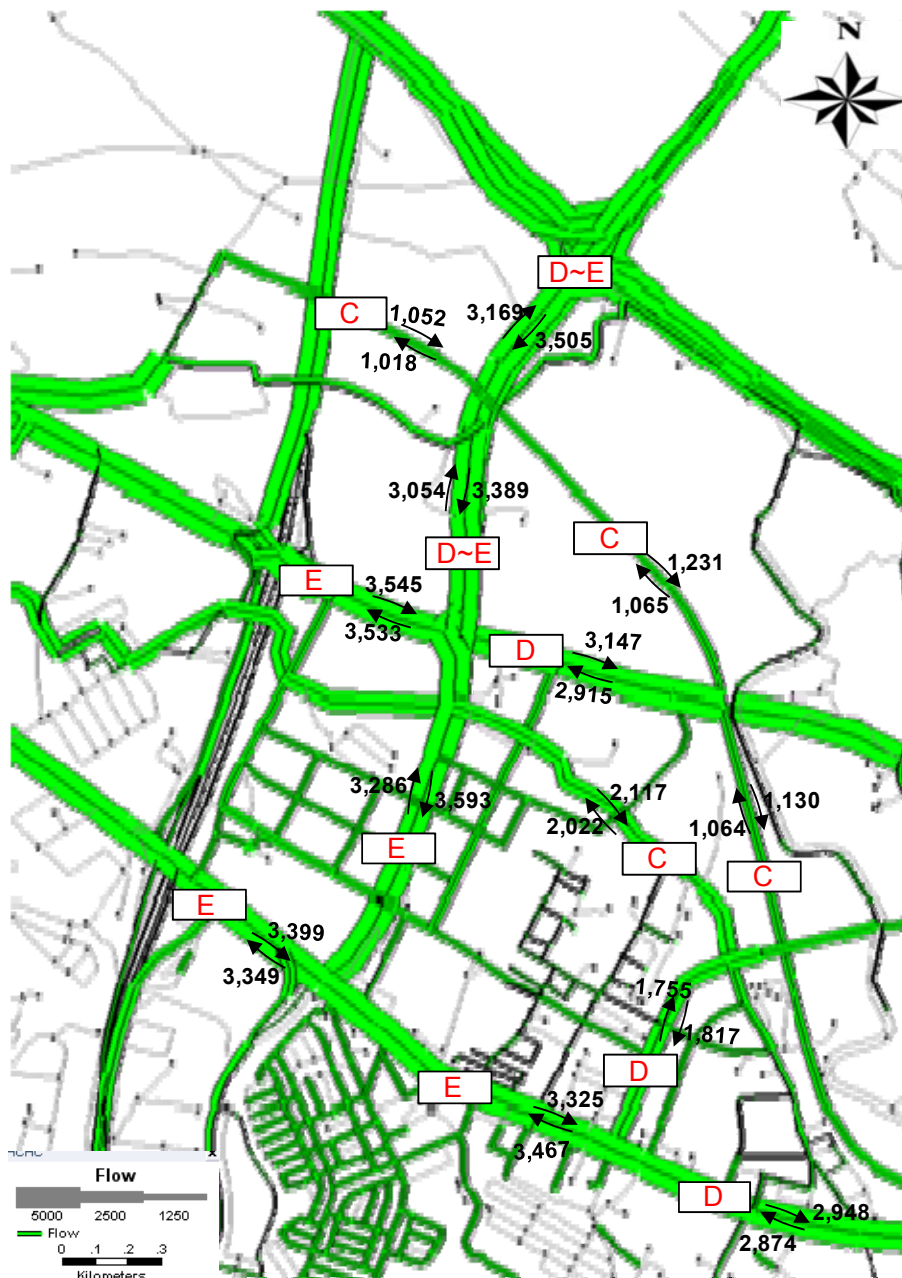 N
D~E
C
1,052
3,169
3,505
1,018
3,054
3,389
D~E
C
E
3,545
1,231
1,065
3,533
D
3,147
2,915
3,286
3,593
2,117
1,130
2,022
1,064
E
C
C
E
3,399
3,349
1,755
1,817
D
E
3,325
3,467
D
2,948
2,874
x
Flow
5000 2500 1250
Flow
0 .1 .2 .3
Kilometers